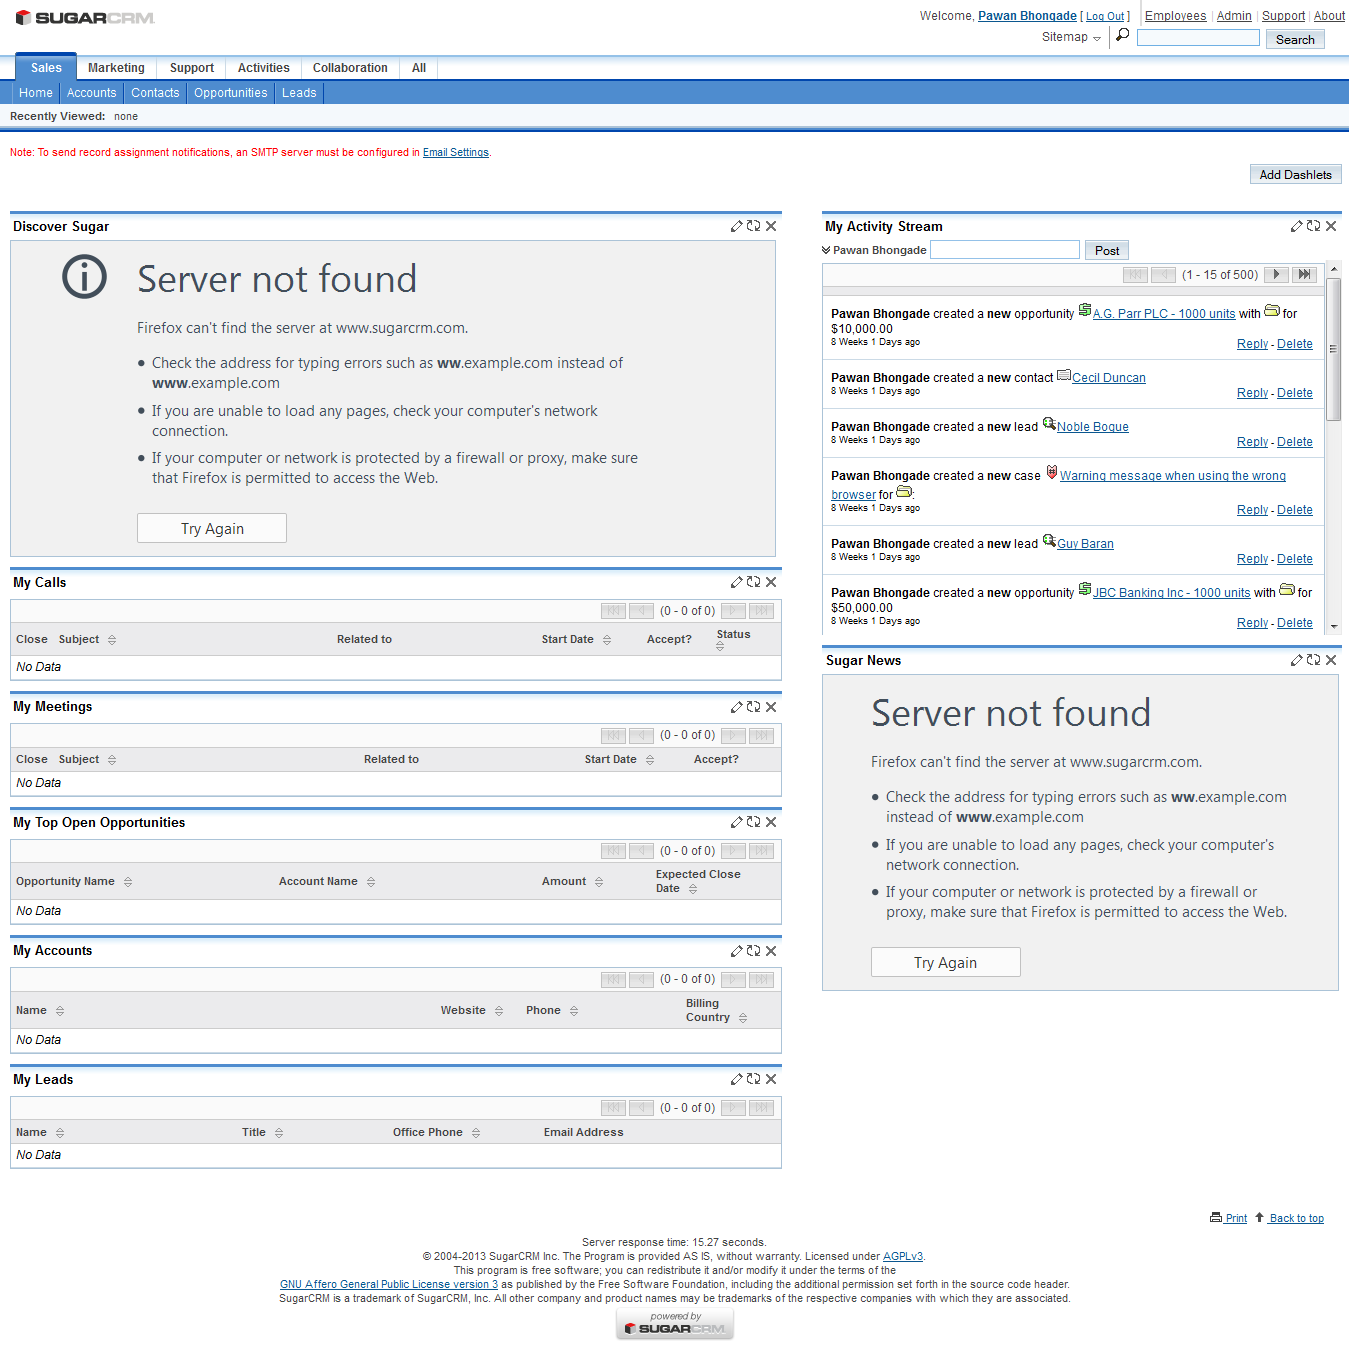 SUGARCRM
Welcome, Pawan Bhongade [ Log Out ] Employees | Admin | Support | About
Sitemap Search
Sales Marketing Support Activities Collaboration All
Home Accounts Contacts Opportunities Leads
Recently Viewed: none
Note: To send record assignment notifications, an SMTP server must be configured in Email Settings.
Add Dashlets
Discover Sugar
Server not found
Firefox can't find the server at www.sugarcrm.com.
• Check the address for typing errors such as ww.example.com instead of
www.example.com
• If you are unable to load any pages, check your computer's network
connection.
• If your computer or network is protected by a firewall or proxy, make sure
that Firefox is permitted to access the Web.
Try Again
My Calls
(0 - 0 of 0)
Close Subject Related to Start Date Accept? Status
No Data
My Meetings
(0 - 0 of 0)
Close Subject Related to Start Date Accept?
No Data
My Top Open Opportunities
(0 - 0 of 0)
Opportunity Name Account Name Amount Expected Close
Date
No Data
My Accounts
(0 - 0 of 0)
Name Website Phone Billing
Country
No Data
My Leads
(0 - 0 of 0)
Name Title Office Phone Email Address
No Data
My Activity Stream
Pawan Bhongade Post
(1 - 15 of 500)
Pawan Bhongade created a new opportunity A.G. Parr PLC - 1000 units with for
$10,000.00
8 Weeks 1 Days ago
Reply - Delete
Pawan Bhongade created a new contact Cecil Duncan
8 Weeks 1 Days ago
Reply - Delete
Pawan Bhongade created a new lead Noble Bogue
8 Weeks 1 Days ago
Reply - Delete
Pawan Bhongade created a new case Warning message when using the wrong
browser for :
8 Weeks 1 Days ago
Reply - Delete
Pawan Bhongade created a new lead Guy Baran
8 Weeks 1 Days ago
Reply - Delete
Pawan Bhongade created a new opportunity JBC Banking Inc - 1000 units with for
$50,000.00
8 Weeks 1 Days ago
Reply - Delete
Sugar News
Server not found
Firefox can't find the server at www.sugarcrm.com.
• Check the address for typing errors such as ww.example.com
instead of www.example.com
• If you are unable to load any pages, check your computer's
network connection.
• If your computer or network is protected by a firewall or
proxy, make sure that Firefox is permitted to access the Web.
Try Again
Print Back to top
Server response time: 15.27 seconds.
© 2004-2013 SugarCRM Inc. The Program is provided AS IS, without warranty. Licensed under AGPLv3.
This program is free software; you can redistribute it and/or modify it under the terms of the
GNU Affero General Public License version 3 as published by the Free Software Foundation, including the additional permission set forth in the source code header.
SugarCRM is a trademark of SugarCRM, Inc. All other company and product names may be trademarks of the respective companies with which they are associated.
powered by
SUGARCRM